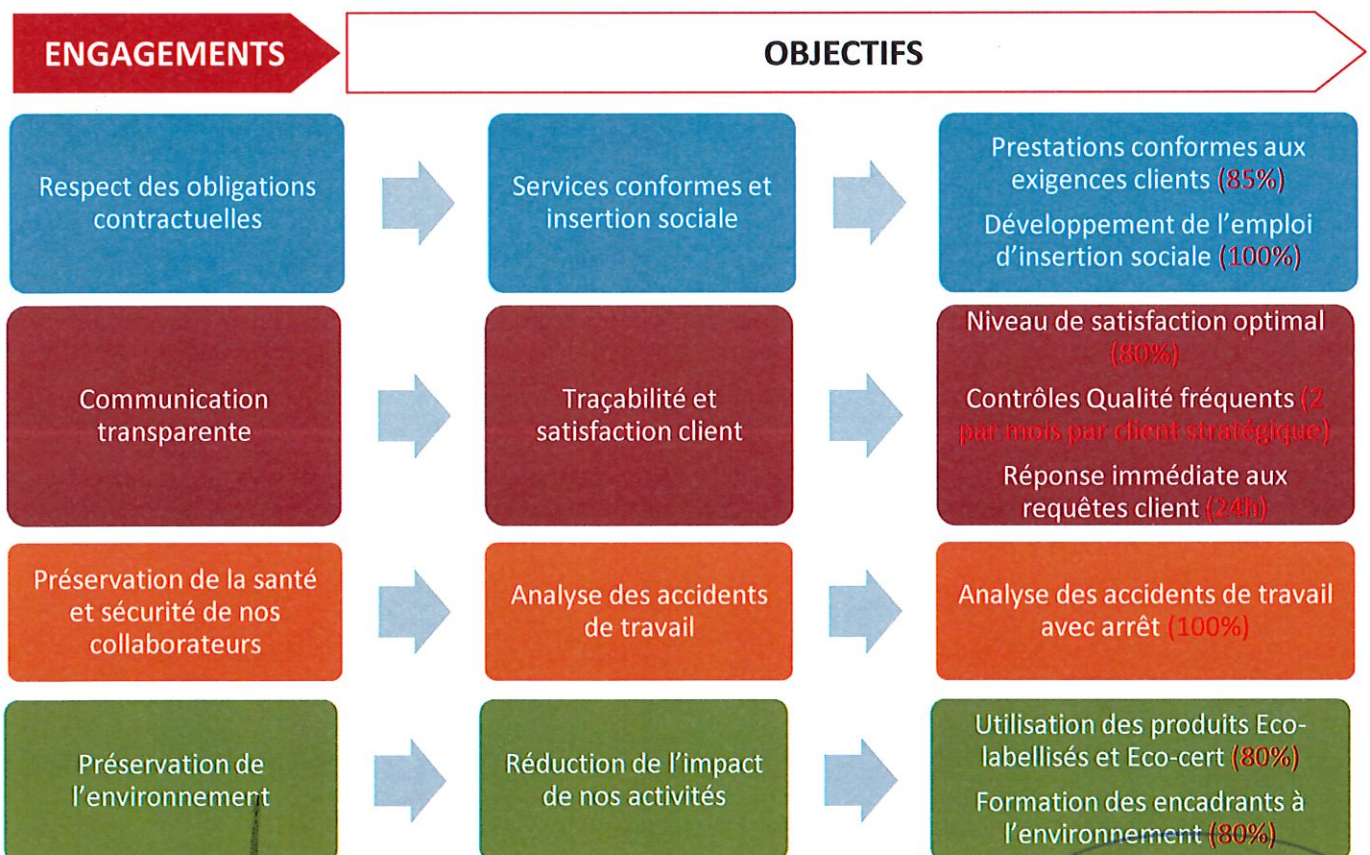 ENGAGEMENTS
OBJECTIFS
Respect des obligations
contractuelles
Services conformes et
insertion sociale
Prestations conformes aux
exigences clients (85%)
Développement de l'emploi
d'insertion sociale (100%)
Communication
transparente
Traçabilité et
satisfaction client
Niveau de satisfaction optimal
(80%)
Contrôles Qualité fréquents (2
par mois par client stratégique)
Réponse immédiate aux
requêtes client (24h)
Préservation de la santé
et sécurité de nos
collaborateurs
Analyse des accidents
de travail
Analyse des accidents de travail
avec arrêt (100%)
Préservation de
l'environnement
Réduction de l'impact
de nos activités
Utilisation des produits Eco-
labellisés et Eco-cert (80%)
Formation des encadrants à
l'environnement (80%)